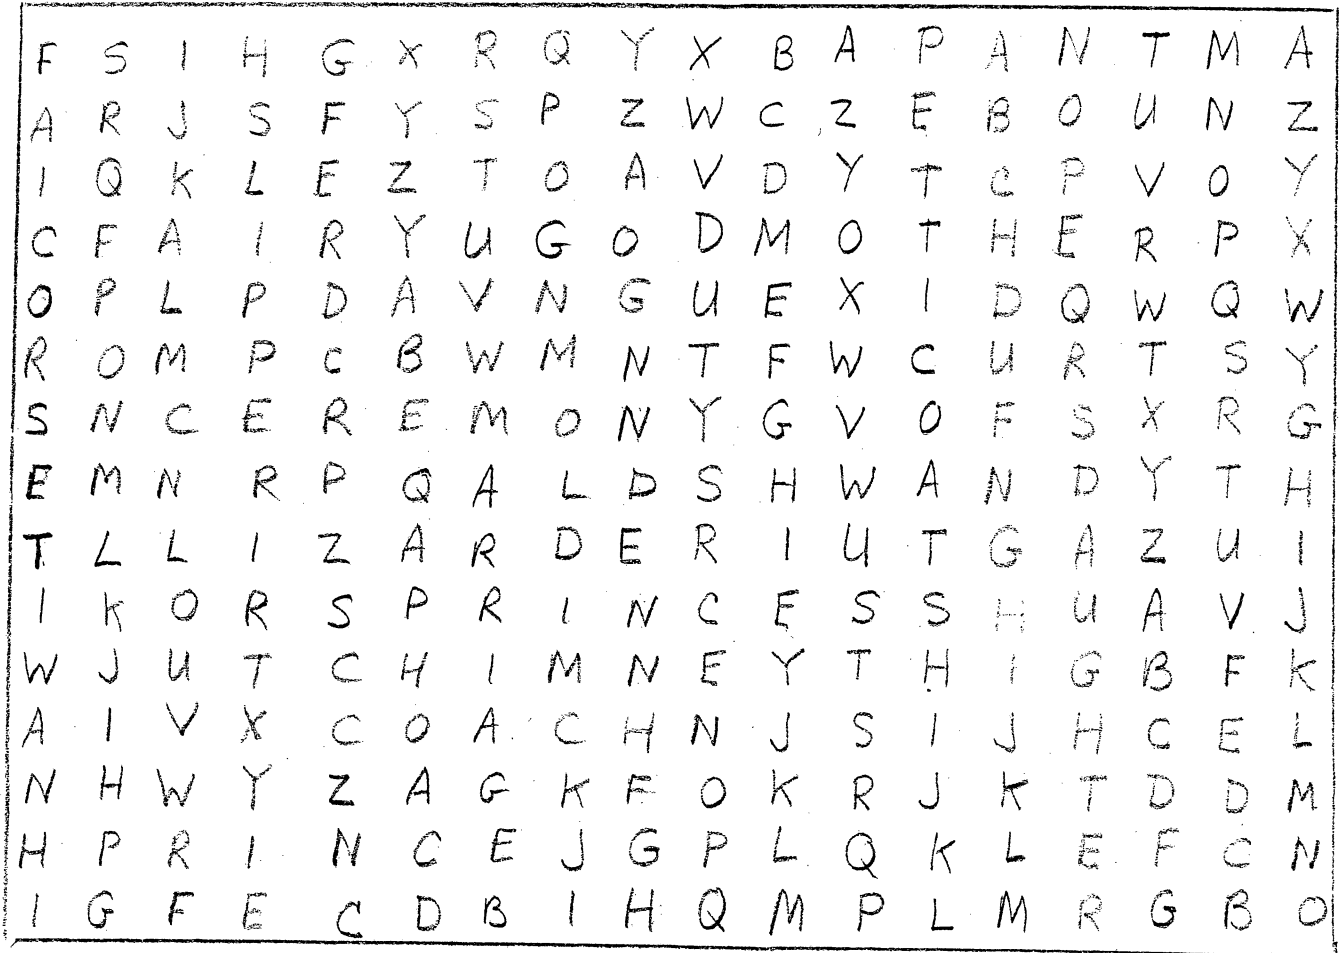 F S I H G X R Q Y X B A P A N T M A
A R J S F Y S P Z W C Z E B O U N Z
I Q K L E Z T O A V D Y T C P V O Y
C F A I R Y U G O D M O T H E R P X
O P L P D A V N G U E X I D Q W Q W
R O M P C B W M N T F W C U R T S Y
S N C E R E M O N Y G V O F S X R G
E M N R P Q A L D S H W A N D Y T H
T L L I Z A R D E R I U T G A Z U I
I K O R S P R I N C E S S H U A V J
W J U T C H I M N E Y T H I G B F K
A I V X C O A C H N J S I J H C E L
N H W Y Z A G K F O K R J K T D D M
H P R I N C E J G P L Q K L E F C N
I G F E C D B I H Q M P L M R G B O